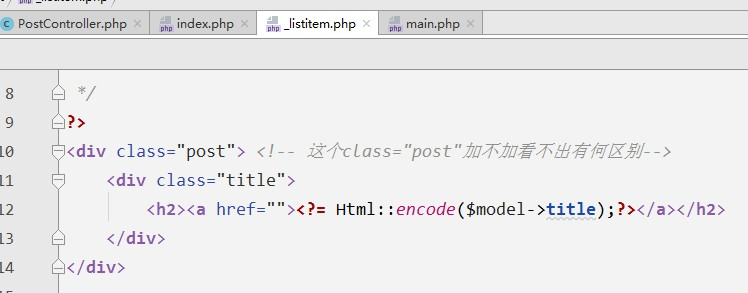 PostController.php × index.php × _listitem.php × main.php ×
8 */
9 ?>
10 <div class="post"> <!-- 这个class="post"加不加看不出有何区别-->
11 <div class="title">
12 <h2><a href=""><?= Html::encode($model->title);?></a></h2>
13 </div>
14 </div>